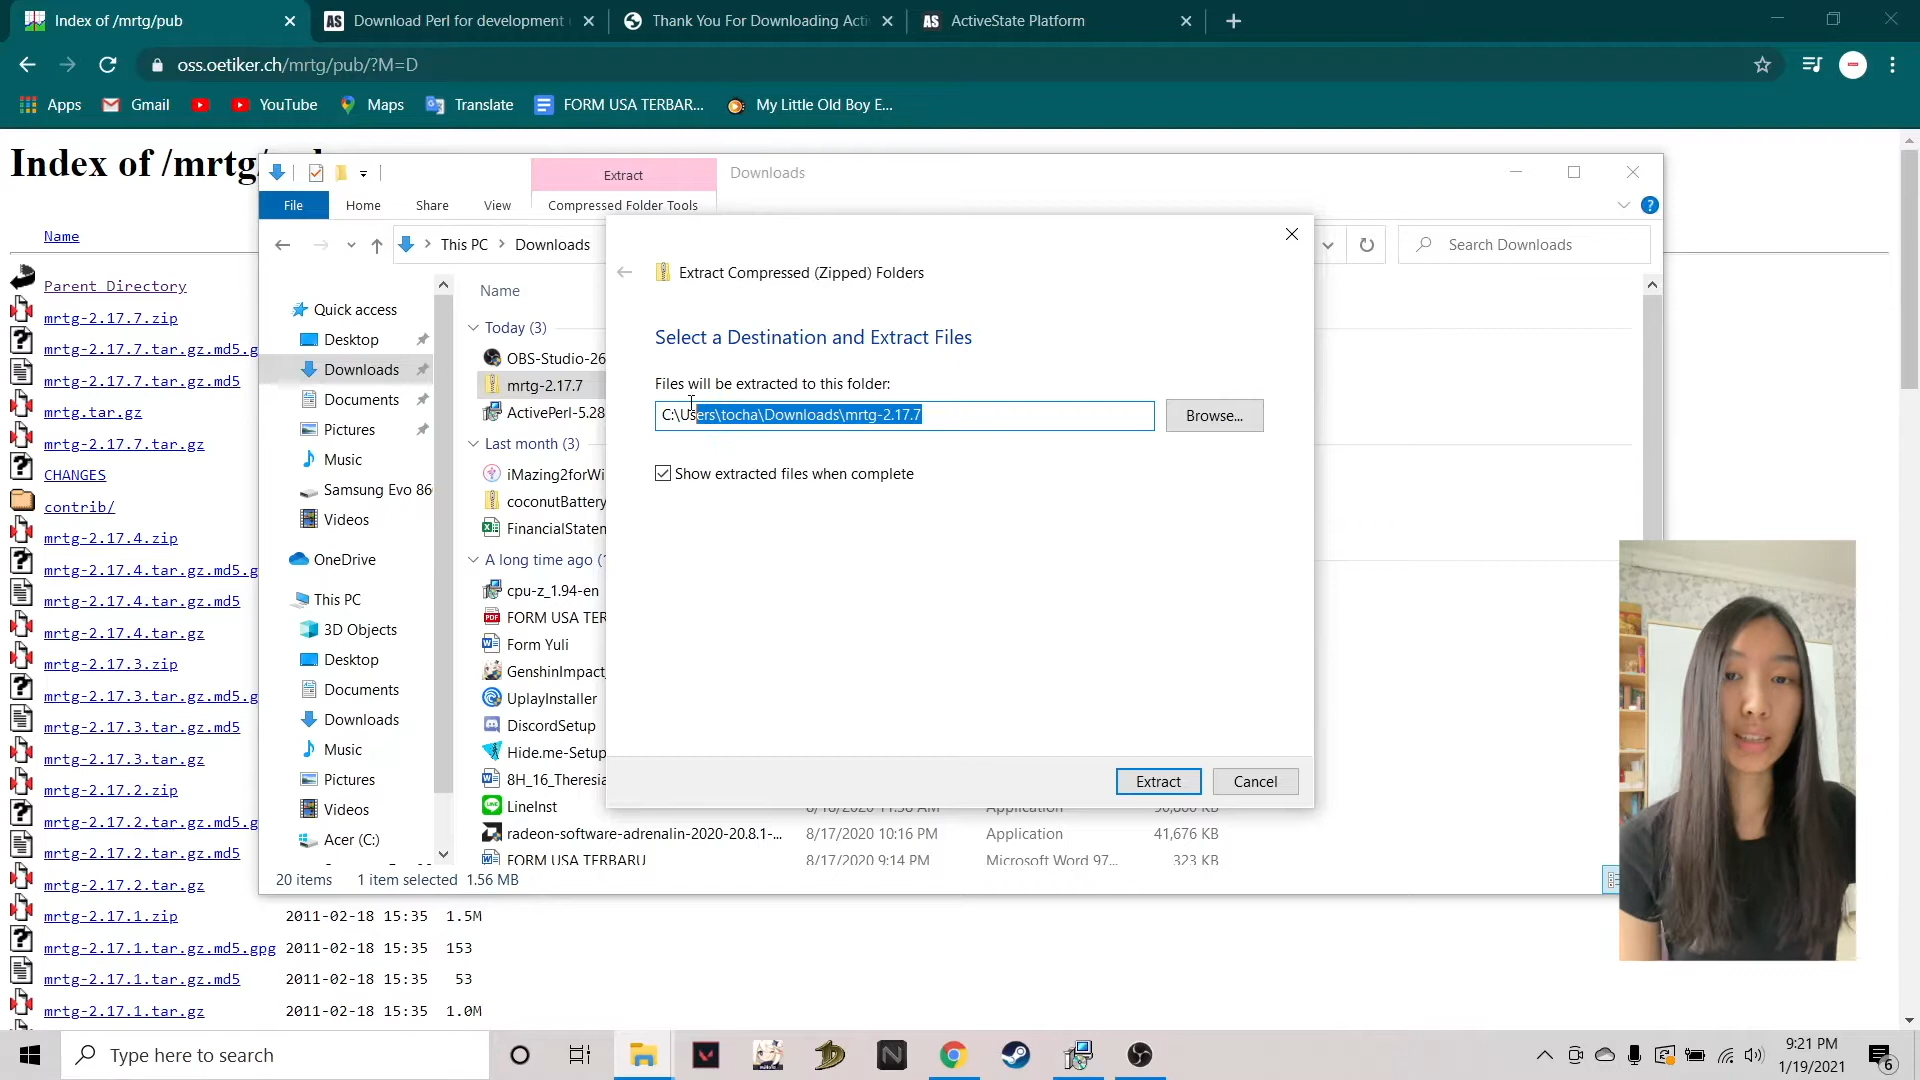 Index of /mrtg/pub
Download Perl for development
Thank You For Downloading Acti
ActiveState Platform
oss.oetiker.ch/mrtg/pub/?M=D
Apps
Gmail
YouTube
Maps
Translate
FORM USA TERBAR...
My Little Old Boy E...
Index of /mrtg/
Name
Parent Directory
mrtg-2.17.7.zip
mrtg-2.17.7.tar.gz.md5.g
mrtg-2.17.7.tar.gz.md5
mrtg.tar.gz
mrtg-2.17.7.tar.gz
CHANGES
contrib/
mrtg-2.17.4.zip
mrtg-2.17.4.tar.gz.md5.g
mrtg-2.17.4.tar.gz.md5
mrtg-2.17.4.tar.gz
mrtg-2.17.3.zip
mrtg-2.17.3.tar.gz.md5.g
mrtg-2.17.3.tar.gz.md5
mrtg-2.17.3.tar.gz
mrtg-2.17.2.zip
mrtg-2.17.2.tar.gz.md5.g
mrtg-2.17.2.tar.gz.md5
mrtg-2.17.2.tar.gz
mrtg-2.17.1.zip 2011-02-18 15:35 1.5M
mrtg-2.17.1.tar.gz.md5.gpg 2011-02-18 15:35 153
mrtg-2.17.1.tar.gz.md5 2011-02-18 15:35 53
mrtg-2.17.1.tar.gz 2011-02-18 15:35 1.0M
Extract
Downloads
File Home Share View Compressed Folder Tools
This PC > Downloads
Search Downloads
Quick access
Desktop
Downloads
Documents
Pictures
Music
Samsung Evo 86
Videos
OneDrive
This PC
3D Objects
Desktop
Documents
Downloads
Music
Pictures
Videos
Acer (C:)
Name
Today (3)
OBS-Studio-26
mrtg-2.17.7
ActivePerl-5.28
Last month (3)
iMazing2forWi
coconutBattery
FinancialStatem
A long time ago (
cpu-z_1.94-en
FORM USA TER
Form Yuli
GenshinImpact
UplayInstaller
DiscordSetup
Hide.me-Setup
8H_16_Theresia
LineInst
radeon-software-adrenalin-2020-20.8.1-... 8/17/2020 10:16 PM Application 41,676 KB
FORM USA TERBARU 8/17/2020 9:14 PM Microsoft Word 97... 323 KB
20 items 1 item selected 1.56 MB
Extract Compressed (Zipped) Folders
Select a Destination and Extract Files
Files will be extracted to this folder:
C:\Users\tocha\Downloads\mrtg-2.17.7
Browse...
Show extracted files when complete
Extract Cancel
Type here to search
9:21 PM
1/19/2021
6